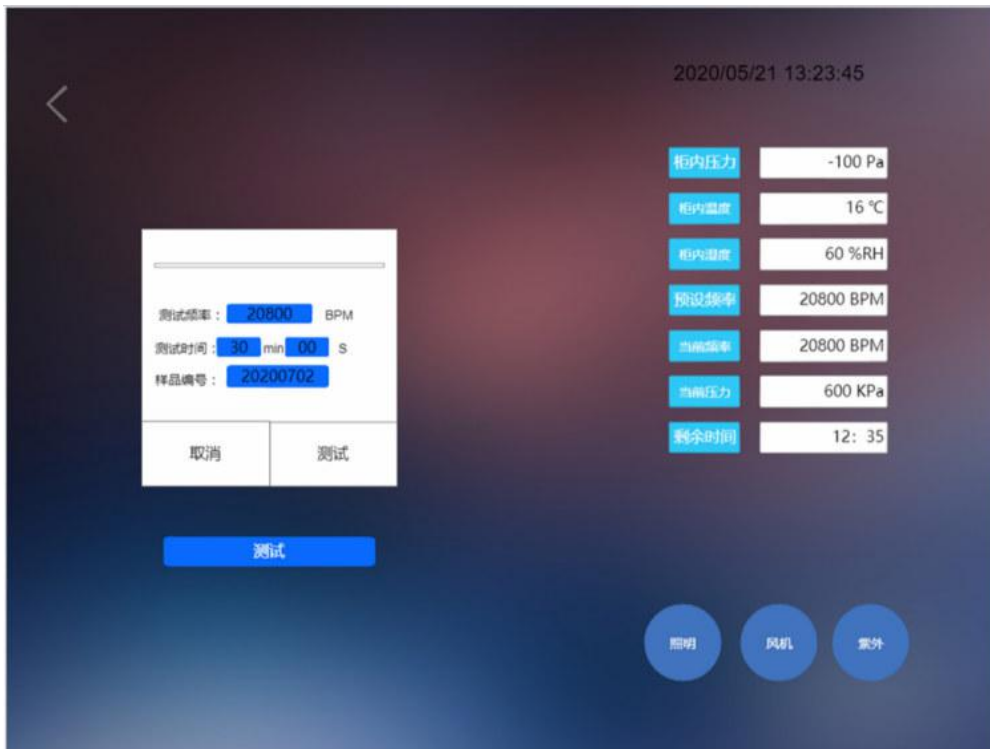 2020/05/21 13:23:45
柜内压力 -100 Pa
柜内温度 16 ℃
柜内湿度 60 %RH
预设频率 20800 BPM
当前频率 20800 BPM
当前压力 600 KPa
剩余时间 12: 35
测试频率： 20800 BPM
测试时间： 30 min 00 S
样品编号： 20200702
取消 测试
测试
照明 风机 紫外